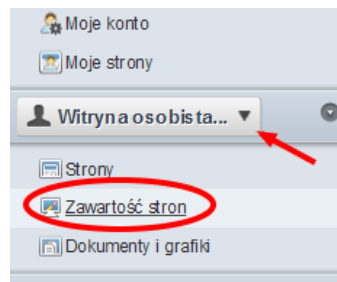 Moje konto
Moje strony
Witryna osobista...
Strony
Zawartość stron
Dokumenty i grafiki